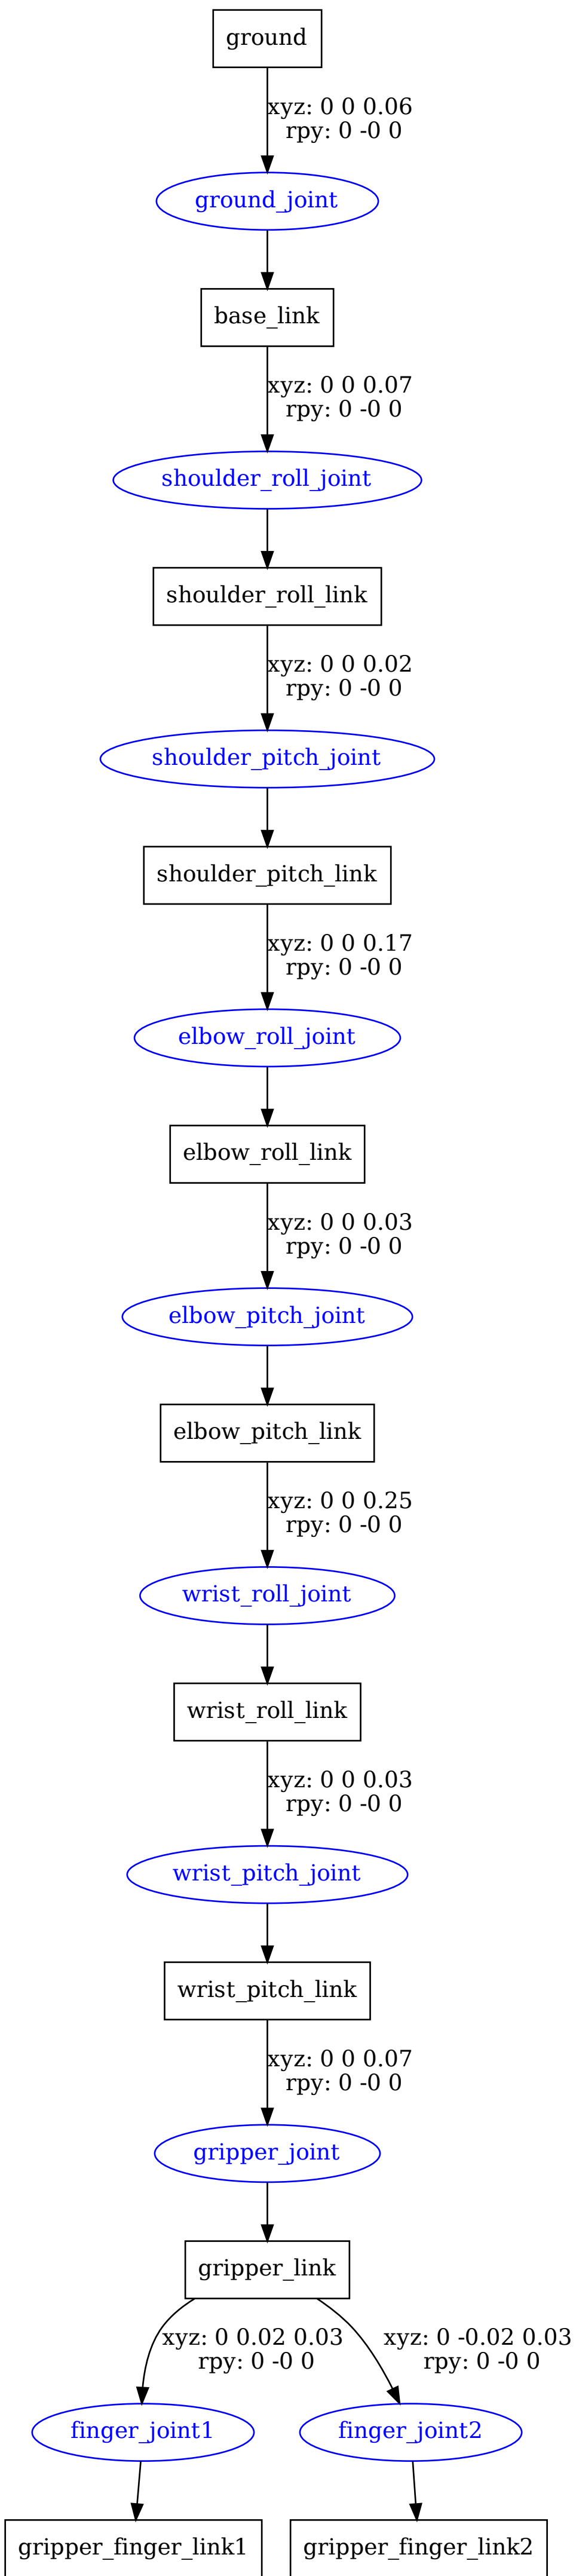 ground
xyz: 0 0 0.06
rpy: 0 -0 0
ground_joint
base_link
xyz: 0 0 0.07
rpy: 0 -0 0
shoulder_roll_joint
shoulder_roll_link
xyz: 0 0 0.02
rpy: 0 -0 0
shoulder_pitch_joint
shoulder_pitch_link
xyz: 0 0 0.17
rpy: 0 -0 0
elbow_roll_joint
elbow_roll_link
xyz: 0 0 0.03
rpy: 0 -0 0
elbow_pitch_joint
elbow_pitch_link
xyz: 0 0 0.25
rpy: 0 -0 0
wrist_roll_joint
wrist_roll_link
xyz: 0 0 0.03
rpy: 0 -0 0
wrist_pitch_joint
wrist_pitch_link
xyz: 0 0 0.07
rpy: 0 -0 0
gripper_joint
gripper_link
xyz: 0 0.02 0.03
rpy: 0 -0 0
xyz: 0 -0.02 0.03
rpy: 0 -0 0
finger_joint1
finger_joint2
gripper_finger_link1
gripper_finger_link2